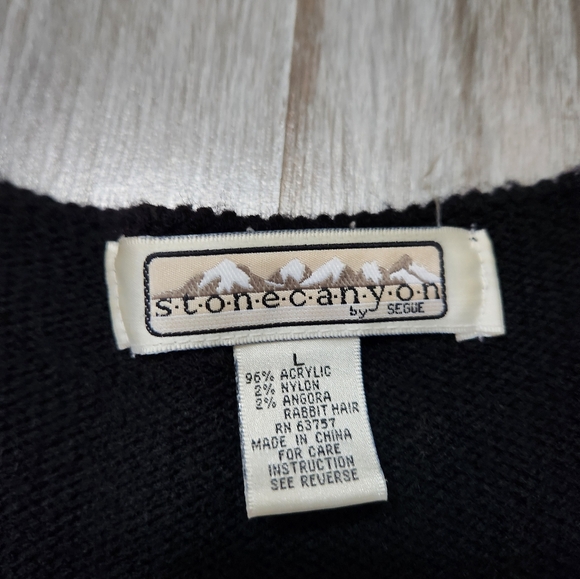 s·t·o·n·e·c·a·n·y·o·n
by SEGUE
L
96% ACRYLIC
2% NYLON
2% ANGORA
RABBIT HAIR
RN 63757
MADE IN CHINA
FOR CARE
INSTRUCTION
SEE REVERSE